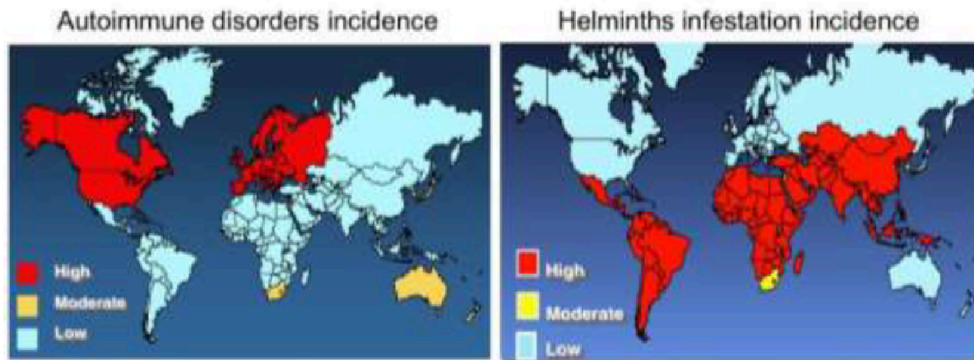 Autoimmune disorders incidence
High
Moderate
Low
Helminths infestation incidence
High
Moderate
Low